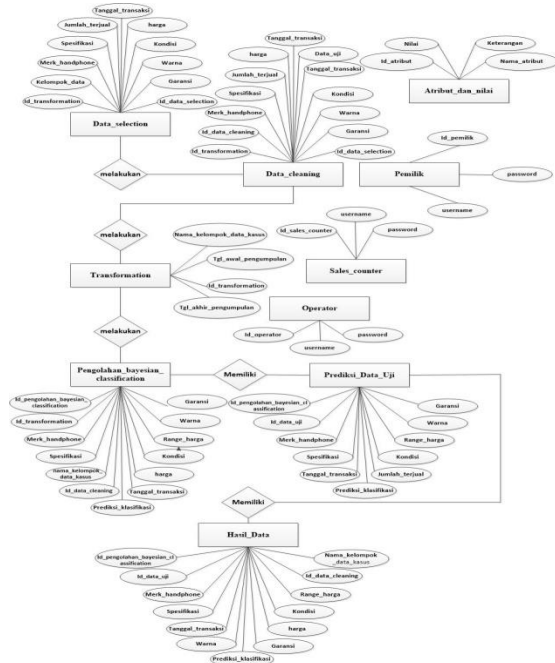 Tanggal_transaksi
Jumlah_terjual
harga
Spesifikasi
Kondisi
Merk_handphone
Warna
Kelompok_data
Garansi
Id_transformation
Id_data_selection
Data_selection
Tanggal_transaksi
harga
Data_uji
Jumlah_terjual
Tanggal_transaksi
Spesifikasi
Kondisi
Merk_handphone
Warna
Id_data_cleaning
Garansi
Id_transformation
Id_data_selection
Data_cleaning
Nilai
Keterangan
Id_atribut
Nama_atribut
Atribut_dan_nilai
Id_pemilik
Pemilik
password
username
melakukan
melakukan
Nama_kelompok_data_kasus
Tgl_awal_pengumpulan
Transformation
Id_transformation
Tgl_akhir_pengumpulan
username
Id_sales_counter
password
Sales_counter
Operator
Id_operator
password
username
melakukan
Pengolahan_bayesian_
classification
Memiliki
Prediksi_Data_Uji
Id_pengolahan_bayesian_
classification
Garansi
Id_transformation
Warna
Merk_handphone
Range_harga
Spesifikasi
Kondisi
Nama_kelompok
data_kasus
harga
Id_data_cleaning
Tanggal_transaksi
Prediksi_klasifikasi
Id_pengolahan_bayesian_cl
assification
Garansi
Id_data_uji
Warna
Merk_handphone
Range_harga
Spesifikasi
Kondisi
Tanggal_transaksi
Jumlah_terjual
Prediksi_klasifikasi
Memiliki
Hasil_Data
Id_pengolahan_bayesian_cl
assification
Nama_kelompok
_data_kasus
Id_data_uji
Id_data_cleaning
Merk_handphone
Range_harga
Spesifikasi
Kondisi
Tanggal_transaksi
harga
Warna
Garansi
Prediksi_klasifikasi